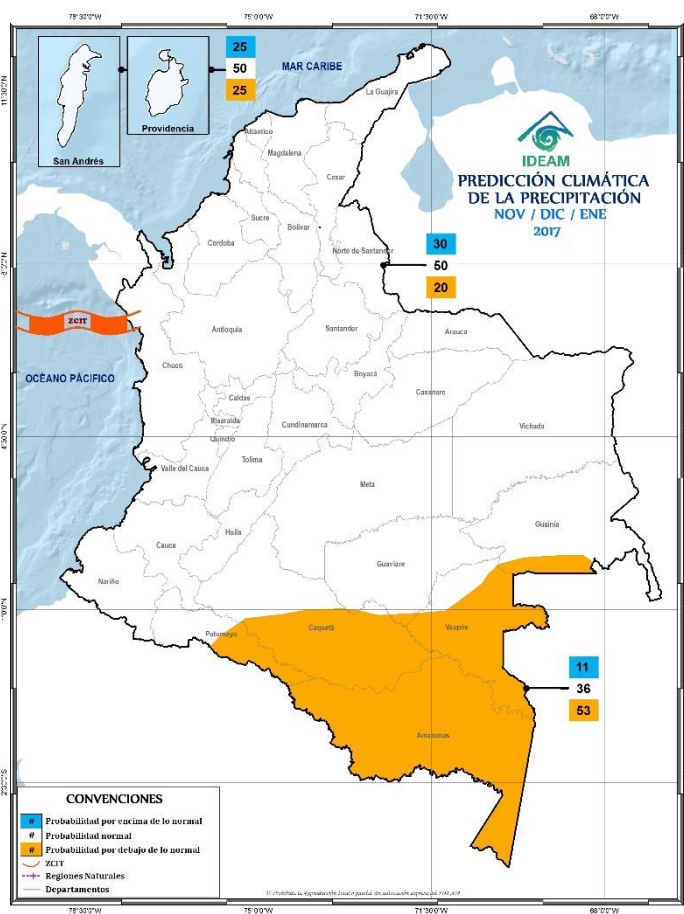 78°30'0"W 75°0'0"W 71°30'0"W 68°0'0"W
25
50
25
MAR CARIBE
San Andrés
Providencia
La Guajira
IDEAM
PREDICCIÓN CLIMÁTICA
DE LA PRECIPITACIÓN
NOV / DIC / ENE
2017
Atlántico
Magdalena
Cesar
Sucre
Bolívar
Córdoba
Norte de Santander
30
50
20
ZCIT
Antioquia
Santander
Arauca
OCÉANO PÁCIFICO
Chocó
Boyacá
Casanare
Caldas
Risaralda
Cundinamarca
Vichada
Quindío
Tolima
Valle del Cauca
Meta
Guainía
Cauca
Huila
Guaviare
Nariño
Putumayo
Caquetá
Vaupés
11
36
53
Amazonas
CONVENCIONES
# Probabilidad por encima de lo normal
# Probabilidad normal
# Probabilidad por debajo de lo normal
ZCIT
Regiones Naturales
Departamentos
78°30'0"W 75°0'0"W 71°30'0"W 68°0'0"W